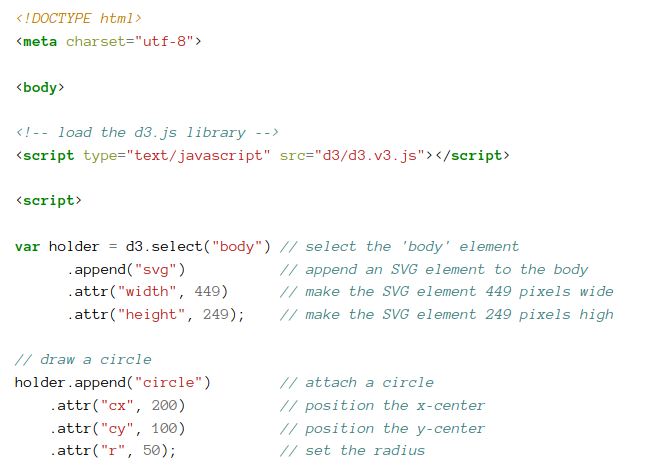 <!DOCTYPE html>
<meta charset="utf-8">

<body>

<!-- load the d3.js library -->
<script type="text/javascript" src="d3/d3.v3.js"></script>

<script>

var holder = d3.select("body") // select the 'body' element
      .append("svg")           // append an SVG element to the body
      .attr("width", 449)      // make the SVG element 449 pixels wide
      .attr("height", 249);    // make the SVG element 249 pixels high

// draw a circle
holder.append("circle")        // attach a circle
    .attr("cx", 200)           // position the x-center
    .attr("cy", 100)           // position the y-center
    .attr("r", 50);            // set the radius